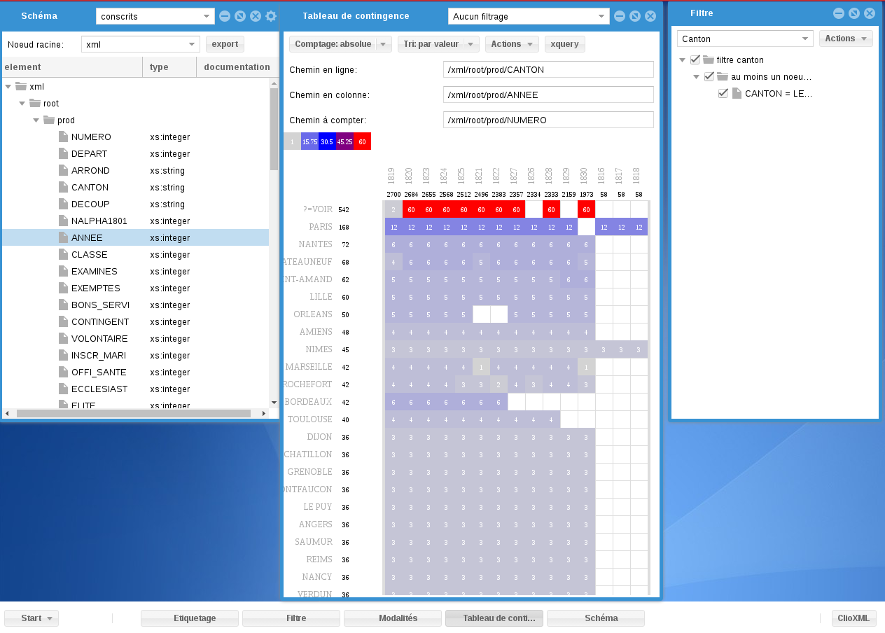 Schéma
conscrits
Noeud racine:
xml
export
element
type
documentation
xml
root
prod
NUMERO xs:integer
DEPART xs:integer
ARROND xs:string
CANTON xs:string
DECOUP xs:string
NALPHA1801 xs:integer
ANNEE xs:integer
CLASSE xs:integer
EXAMINES xs:integer
EXEMPTES xs:integer
BONS_SERVI xs:integer
CONTINGENT xs:integer
VOLONTAIRE xs:integer
INSCR_MARI xs:integer
OFFI_SANTE xs:integer
ECCLESIAST xs:integer
ELITE xs:integer
Tableau de contingence
Aucun filtrage
Comptage: absolue
Tri: par valeur
Actions
xquery
Chemin en ligne: /xml/root/prod/CANTON
Chemin en colonne: /xml/root/prod/ANNEE
Chemin à compter: /xml/root/prod/NUMERO
1 15.75 30.5 45.25 60
1819 1820 1823 1824 1825 1821 1822 1827 1826 1828 1829 1830 1816 1817 1818
2700 2684 2655 2568 2512 2496 2383 2357 2334 2333 2159 1973 58 58 58
?=VOIR 542 60 60 60 60 60 60 60 60 60
PARIS 168 12 12 12 12 12 12 12 12 12 12 12 12 12 12
NANTES 72 6 6 6 6 6 6 6 6 6 6 6 6
ATEAUNEUF 68 4 6 6 6 6 5 6 6 6 6 6 5
INT-AMAND 62 5 5 5 5 5 5 5 5 5 5 6 6
LILLE 60 5 5 5 5 5 5 5 5 5 5 5 5
ORLEANS 50 5 5 5 5 5 5 5 5 5 5
AMIENS 48 4 4 4 4 4 4 4 4 4 4 4 4
NIMES 45 3 3 3 3 3 3 3 3 3 3 3 3 3 3 3
MARSEILLE 42 4 4 4 4 4 1 4 4 4 4 4 1
ROCHEFORT 42 4 4 4 4 3 3 3 4 3 4 4 3
BORDEAUX 42 6 6 6 6 6 6 6
TOULOUSE 40 4 4 4 4 4 4 4 4 4 4
DIJON 36 3 3 3 3 3 3 3 3 3 3 3 3
CHATILLON 36 3 3 3 3 3 3 3 3 3 3 3 3
GRENOBLE 36 3 3 3 3 3 3 3 3 3 3 3 3
ONTFAUCON 36 3 3 3 3 3 3 3 3 3 3 3 3
LE PUY 36 3 3 3 3 3 3 3 3 3 3 3 3
ANGERS 36 3 3 3 3 3 3 3 3 3 3 3 3
SAUMUR 36 3 3 3 3 3 3 3 3 3 3 3 3
REIMS 36 3 3 3 3 3 3 3 3 3 3 3 3
NANCY 36 3 3 3 3 3 3 3 3 3 3 3 3
VERDUN 36 3 3 3 3 3 3 3 3 3 3 3 3
Filtre
Canton
Actions
filtre canton
au moins un noeu...
CANTON = LE...
Start
Etiquetage
Filtre
Modalités
Tableau de conti...
Schéma
ClioXML